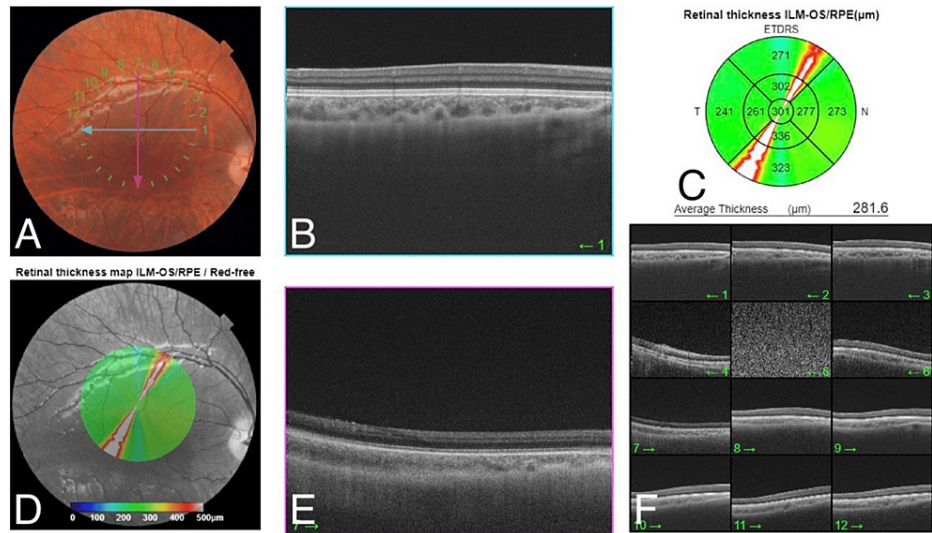 A
7
8
6
9
5
10
4
11
3
12
2
1
B
← 1
Retinal thickness ILM-OS/RPE(μm)
ETDRS
271
302
T 241 261 301 277 273 N
336
323
C
Average Thickness (μm) 281.6
Retinal thickness map ILM-OS/RPE / Red-free
D
0 100 200 300 400 500μm
E
7 →
← 1
← 2
← 3
← 4
← 5
← 6
7 →
8 →
9 →
10 →
11 →
12 →
F